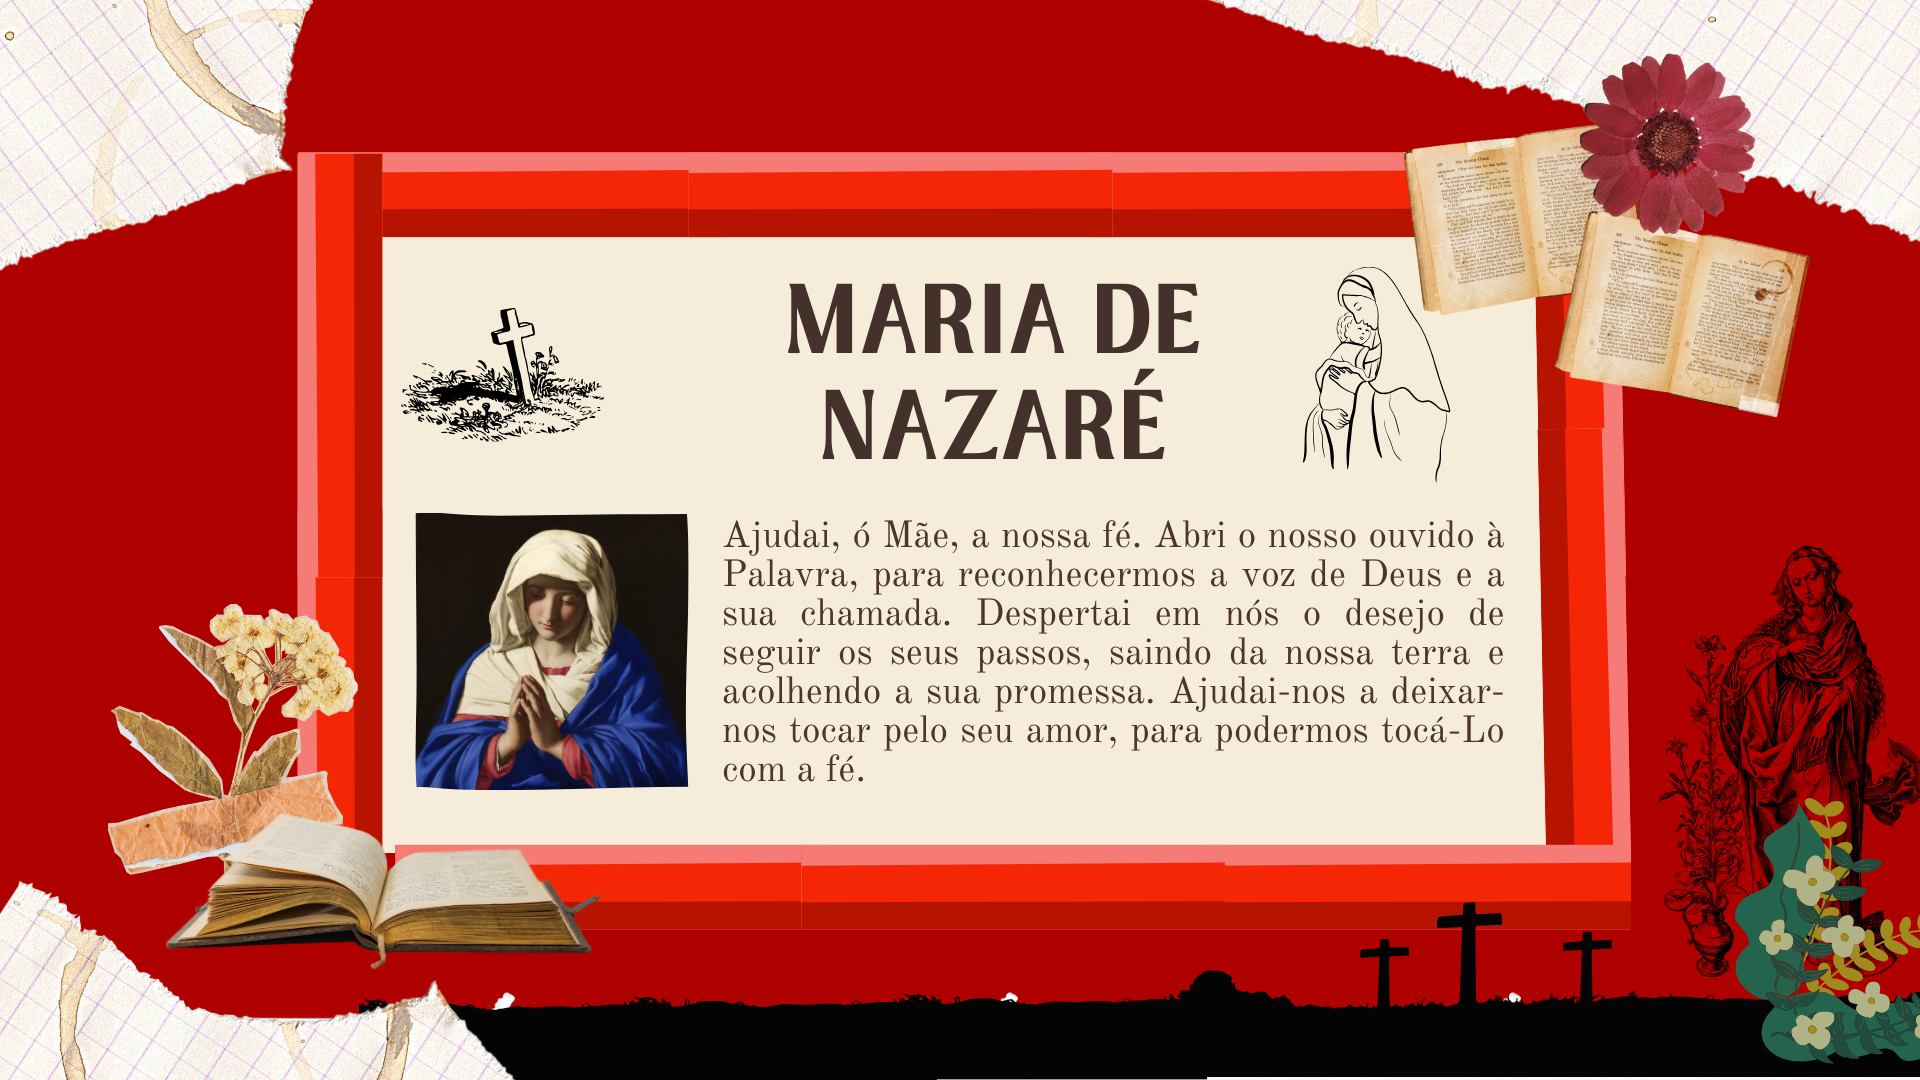 MARIA DE
NAZARÉ
Ajudai, ó Mãe, a nossa fé. Abri o nosso ouvido à
Palavra, para reconhecermos a voz de Deus e a
sua chamada. Despertai em nós o desejo de
seguir os seus passos, saindo da nossa terra e
acolhendo a sua promessa. Ajudai-nos a deixar-
nos tocar pelo seu amor, para podermos tocá-Lo
com a fé.